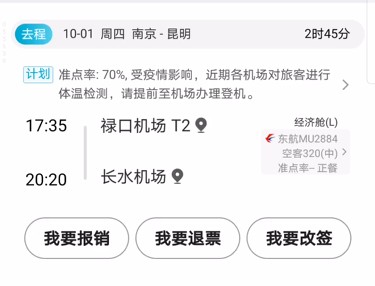 去程 10-01 周四 南京 - 昆明 2时45分
计划 准点率: 70%, 受疫情影响，近期各机场对旅客进行
体温检测，请提前至机场办理登机。
17:35 禄口机场 T2 经济舱(L)
东航MU2884
空客320(中)
20:20 长水机场 准点率-- 正餐
我要报销 我要退票 我要改签